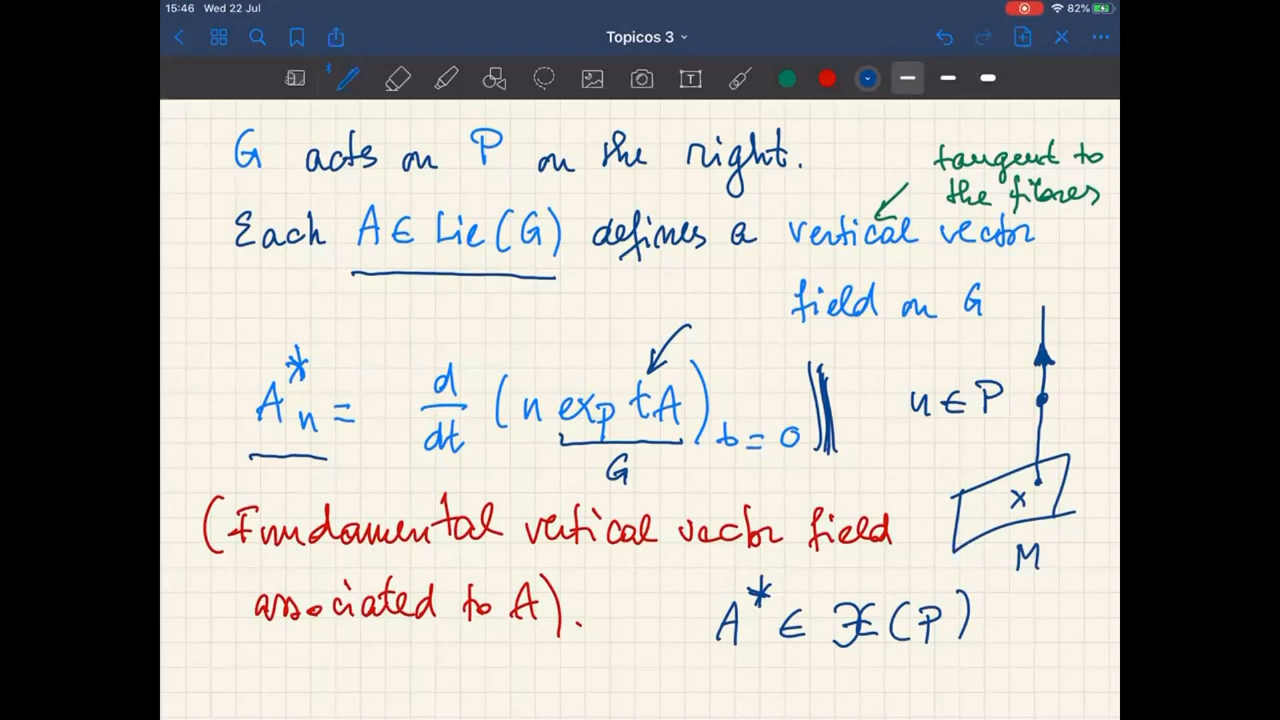 15:46 Wed 22 Jul 82%
Topicos 3
G acts on P on the right.
tangent to
the fibres
Each A ∈ Lie(G) defines a vertical vector
field on G
A*_u = d/dt (u exp tA)_{t=0}
G
u ∈ P
x
M
(Fundamental vertical vector field
associated to A).
A* ∈ 𝔛(P)